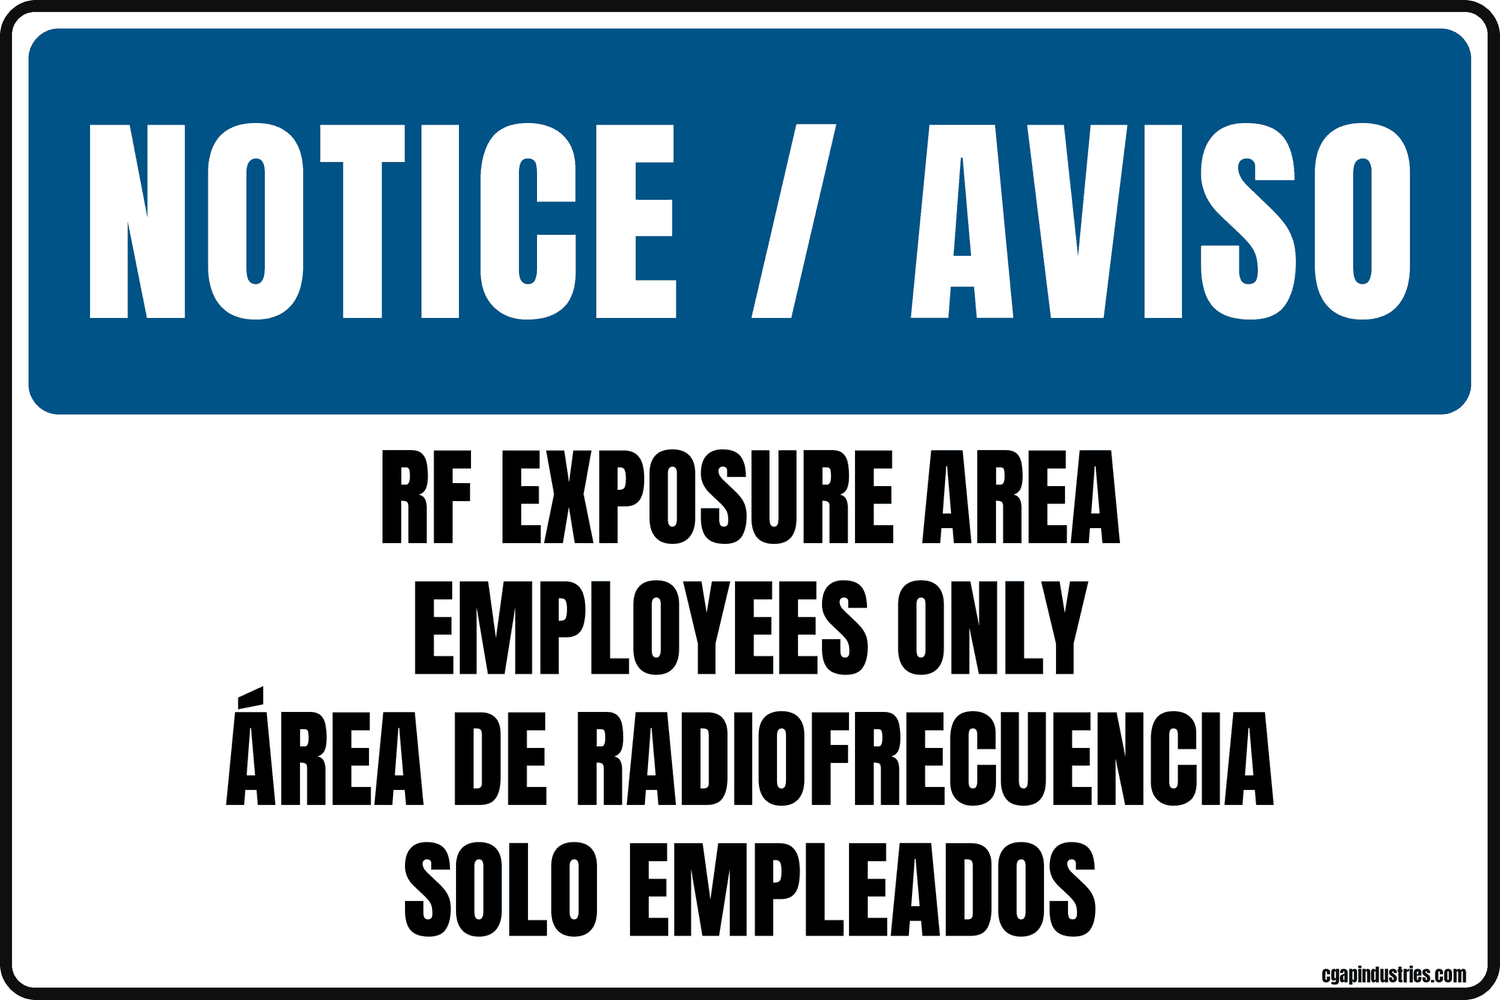 NOTICE / AVISO
RF EXPOSURE AREA
EMPLOYEES ONLY
ÁREA DE RADIOFRECUENCIA
SOLO EMPLEADOS
cgapindustries.com